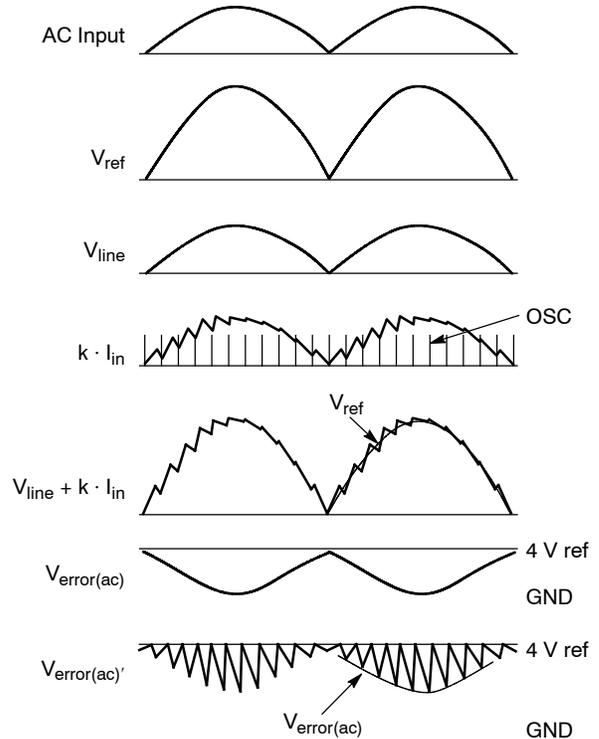 AC Input
Vref
Vline
OSC
k · Iin
Vref
Vline + k · Iin
4 V ref
Verror(ac)
GND
4 V ref
Verror(ac)′
Verror(ac)
GND